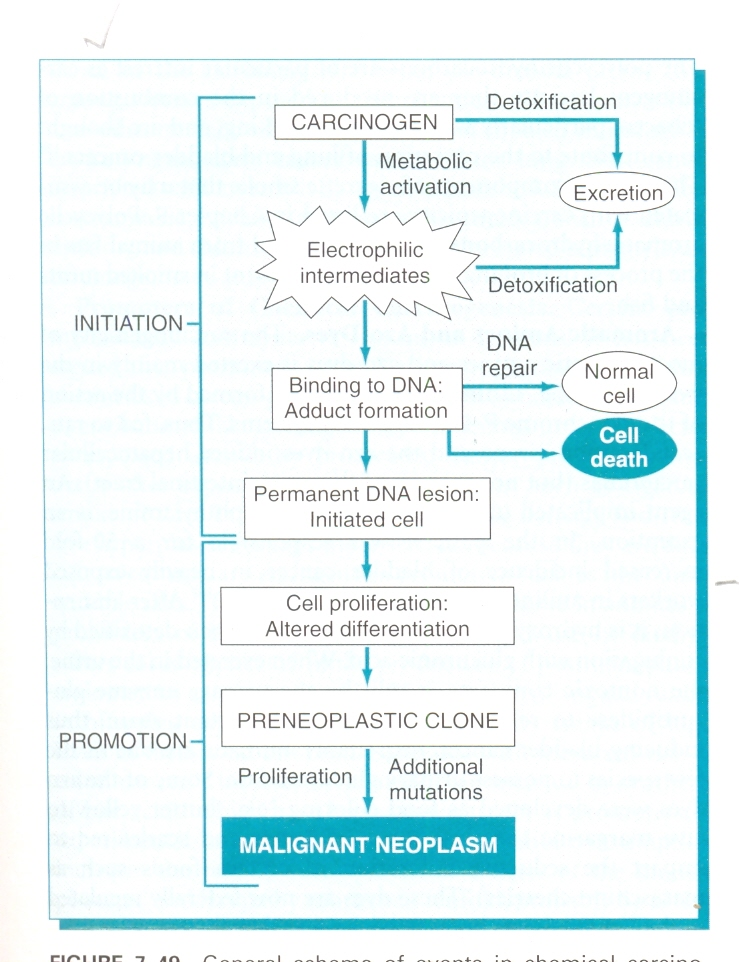 Detoxification
CARCINOGEN
Metabolic
activation
Excretion
Electrophilic
intermediates
Detoxification
INITIATION
DNA
repair
Binding to DNA:
Adduct formation
Normal
cell
Cell
death
Permanent DNA lesion:
Initiated cell
Cell proliferation:
Altered differentiation
PRENEOPLASTIC CLONE
PROMOTION
Proliferation
Additional
mutations
MALIGNANT NEOPLASM
FIGURE 7-49 General scheme of events in chemical carcino-